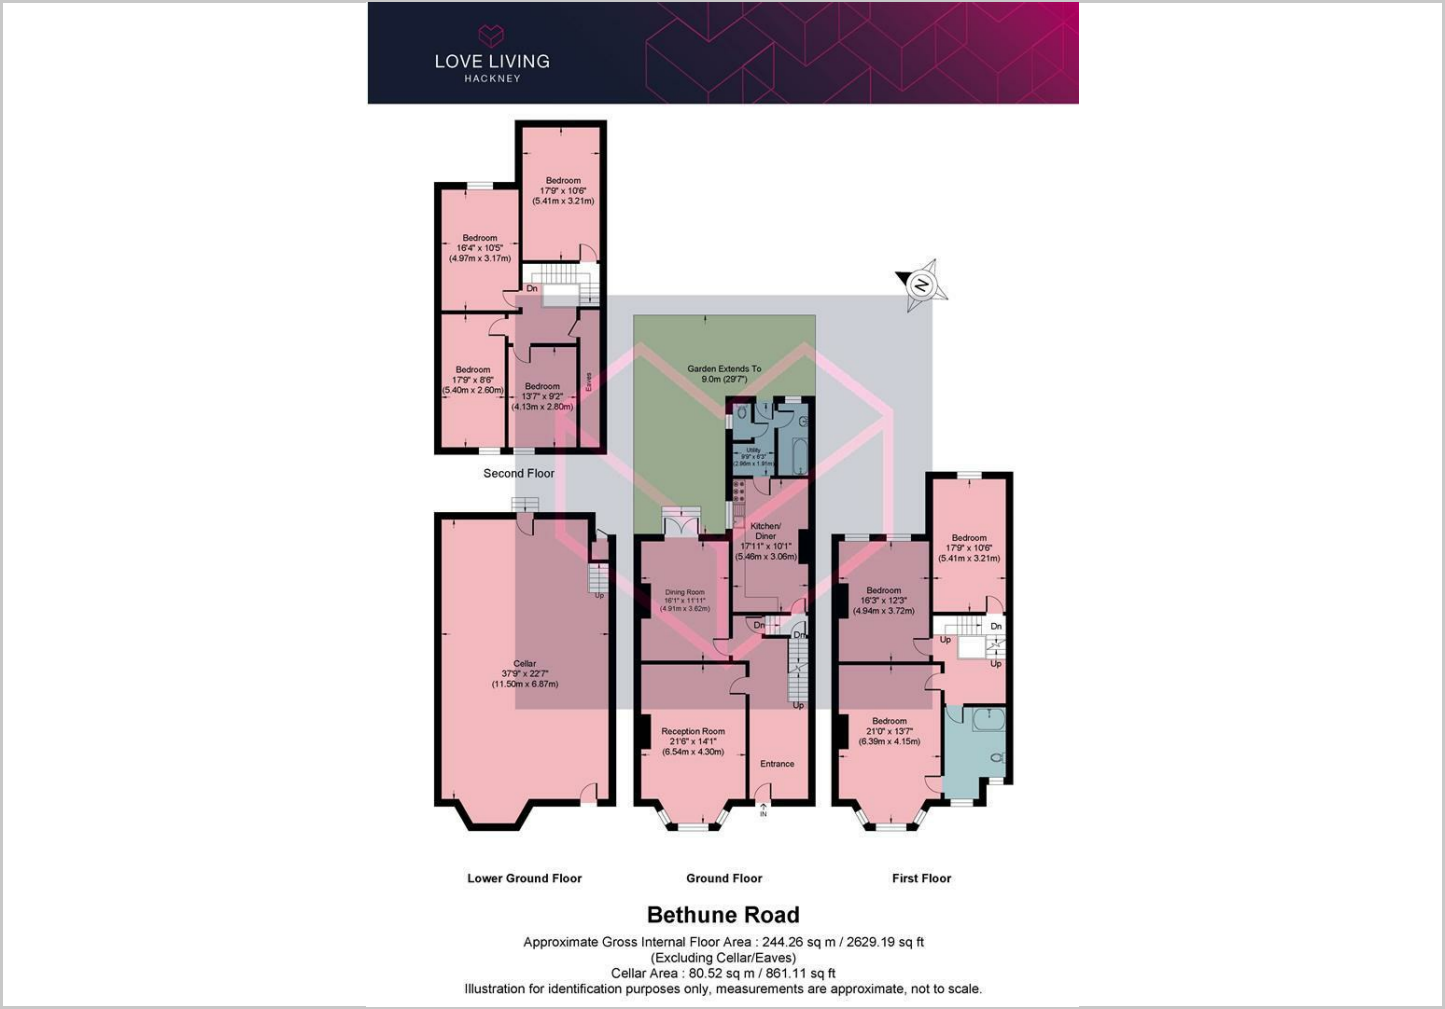 LOVE LIVING
HACKNEY
Bedroom
17'9" x 10'6"
(5.41m x 3.21m)
Bedroom
16'4" x 10'5"
(4.97m x 3.17m)
Dn
Bedroom
17'9" x 8'6"
(5.40m x 2.60m)
Bedroom
13'7" x 9'2"
(4.13m x 2.80m)
Eaves
Second Floor
N
Garden Extends To
9.0m (29'7")
Utility
9'9" x 6'3"
(2.96m x 1.91m)
Kitchen/
Diner
17'11" x 10'1"
(5.46m x 3.06m)
Dining Room
16'1" x 11'11"
(4.91m x 3.62m)
Dn
Dn
Up
Reception Room
21'6" x 14'1"
(6.54m x 4.30m)
Entrance
IN
Up
Cellar
37'9" x 22'7"
(11.50m x 6.87m)
Bedroom
17'9" x 10'6"
(5.41m x 3.21m)
Bedroom
16'3" x 12'3"
(4.94m x 3.72m)
Up
Dn
Up
Bedroom
21'0" x 13'7"
(6.39m x 4.15m)
Lower Ground Floor
Ground Floor
First Floor
Bethune Road
Approximate Gross Internal Floor Area : 244.26 sq m / 2629.19 sq ft
(Excluding Cellar/Eaves)
Cellar Area : 80.52 sq m / 861.11 sq ft
Illustration for identification purposes only, measurements are approximate, not to scale.